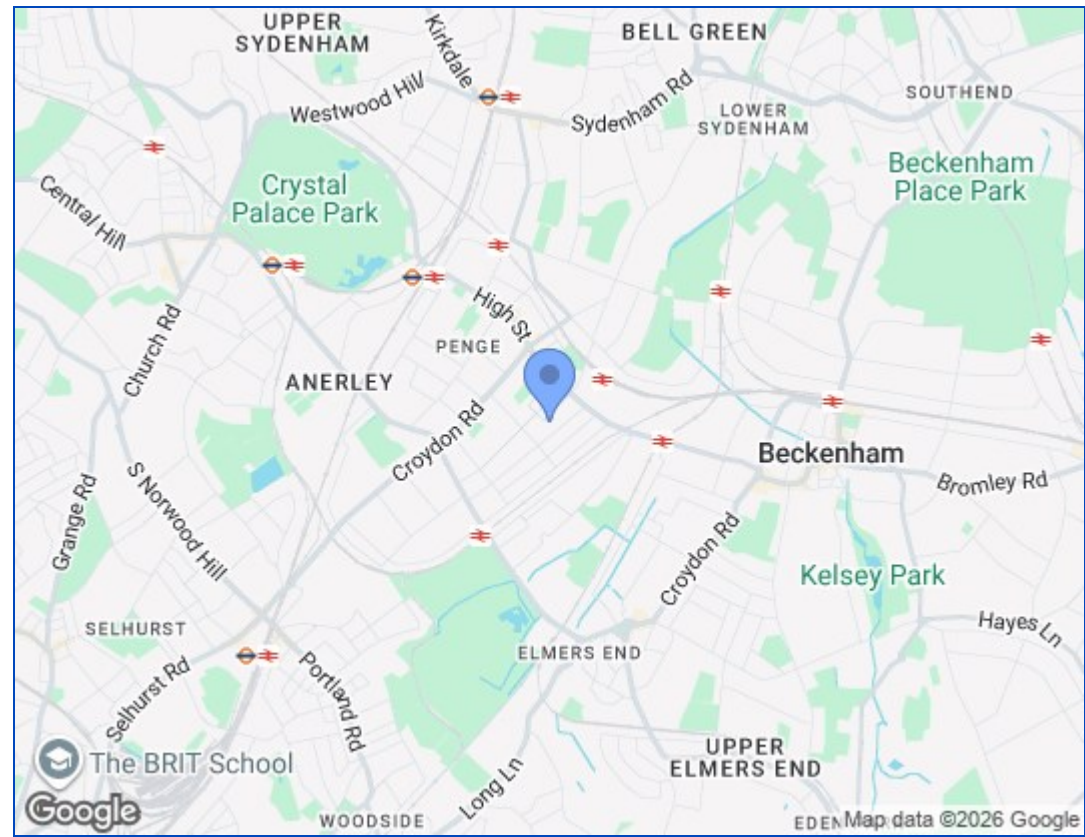 UPPER
SYDENHAM
Kirkdale
BELL GREEN
Westwood Hill
Sydenham Rd
LOWER
SYDENHAM
SOUTHEND
Beckenham
Place Park
Crystal
Palace Park
Central Hill
High St
Church Rd
PENGE
ANERLEY
Croydon Rd
Beckenham
Bromley Rd
Grange Rd
S Norwood Hill
Croydon Rd
Kelsey Park
SELHURST
Hayes Ln
ELMERS END
Selhurst Rd
Portland Rd
The BRIT School
UPPER
ELMERS END
Long Ln
Google
WOODSIDE
EDEN
Map data ©2026 Google